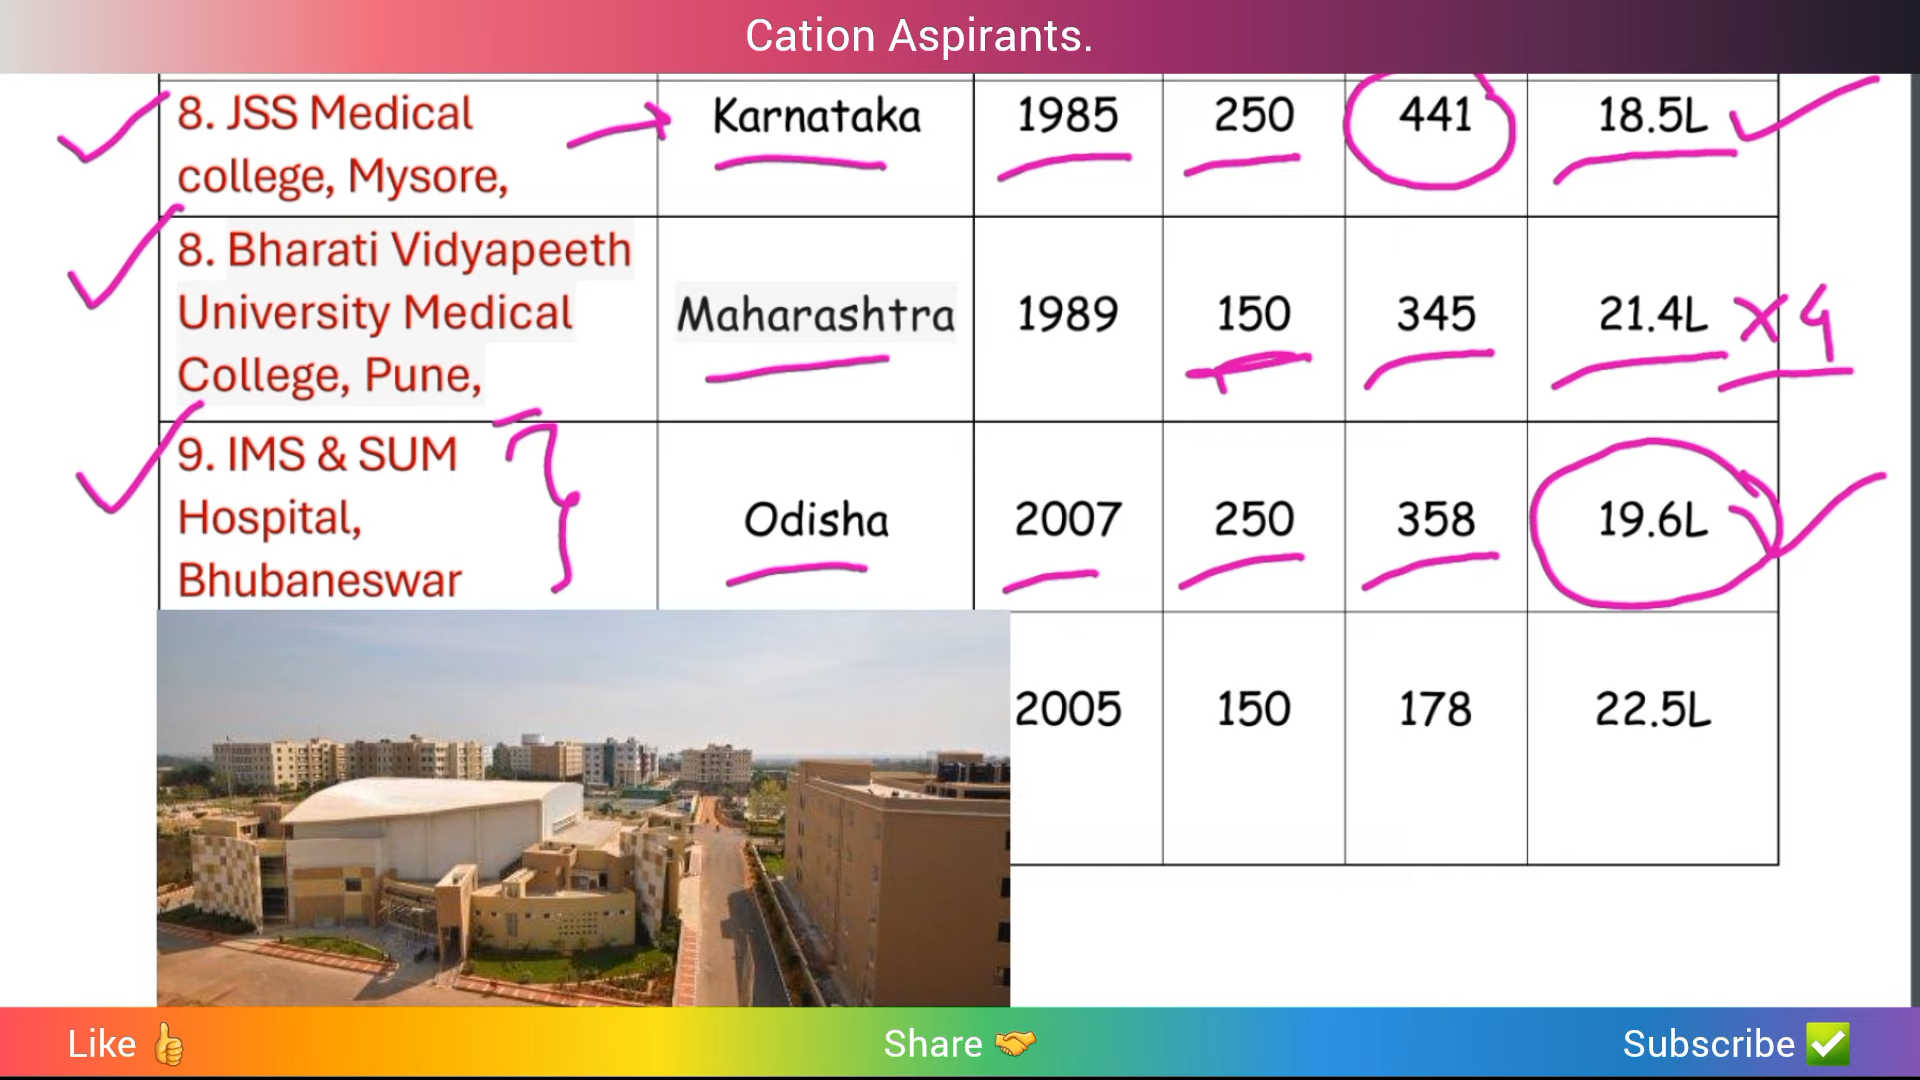 Cation Aspirants.
8. JSS Medical
college, Mysore,
Karnataka
1985
250
441
18.5L
8. Bharati Vidyapeeth
University Medical
College, Pune,
Maharashtra
1989
150
345
21.4L
x4
9. IMS & SUM
Hospital,
Bhubaneswar
Odisha
2007
250
358
19.6L
2005
150
178
22.5L
Like 👍
Share 🤝
Subscribe ✅